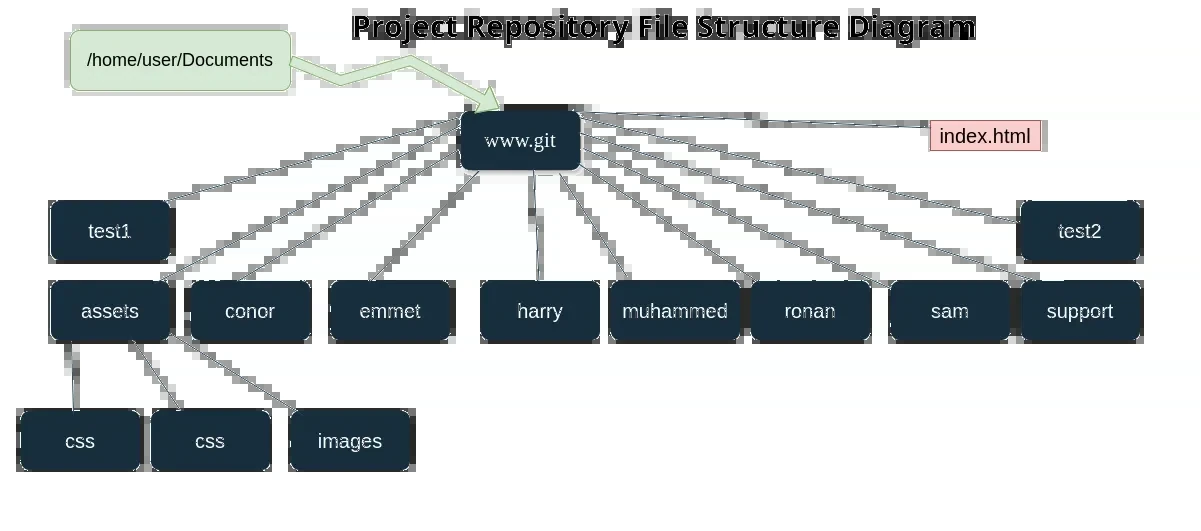 Project Repository File Structure Diagram
/home/user/Documents
www.git
index.html
test1
test2
assets
conor
emmet
harry
muhammed
ronan
sam
support
css
css
images